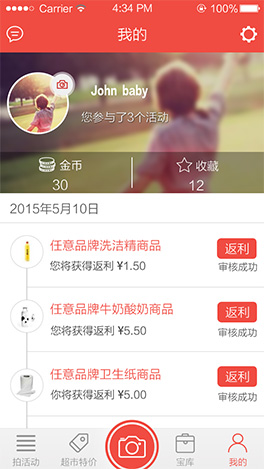 Carrier 4:34 PM 100%
我的
John baby
您参与了3个活动
金币 收藏
30 12
2015年5月10日
任意品牌洗洁精商品 返利
您将获得返利 ¥1.50 审核成功
任意品牌牛奶酸奶商品 返利
您将获得返利 ¥5.50 审核成功
任意品牌卫生纸商品 返利
你将获得返利 ¥5.00 审核成功
拍活动 超市特价 宝库 我的